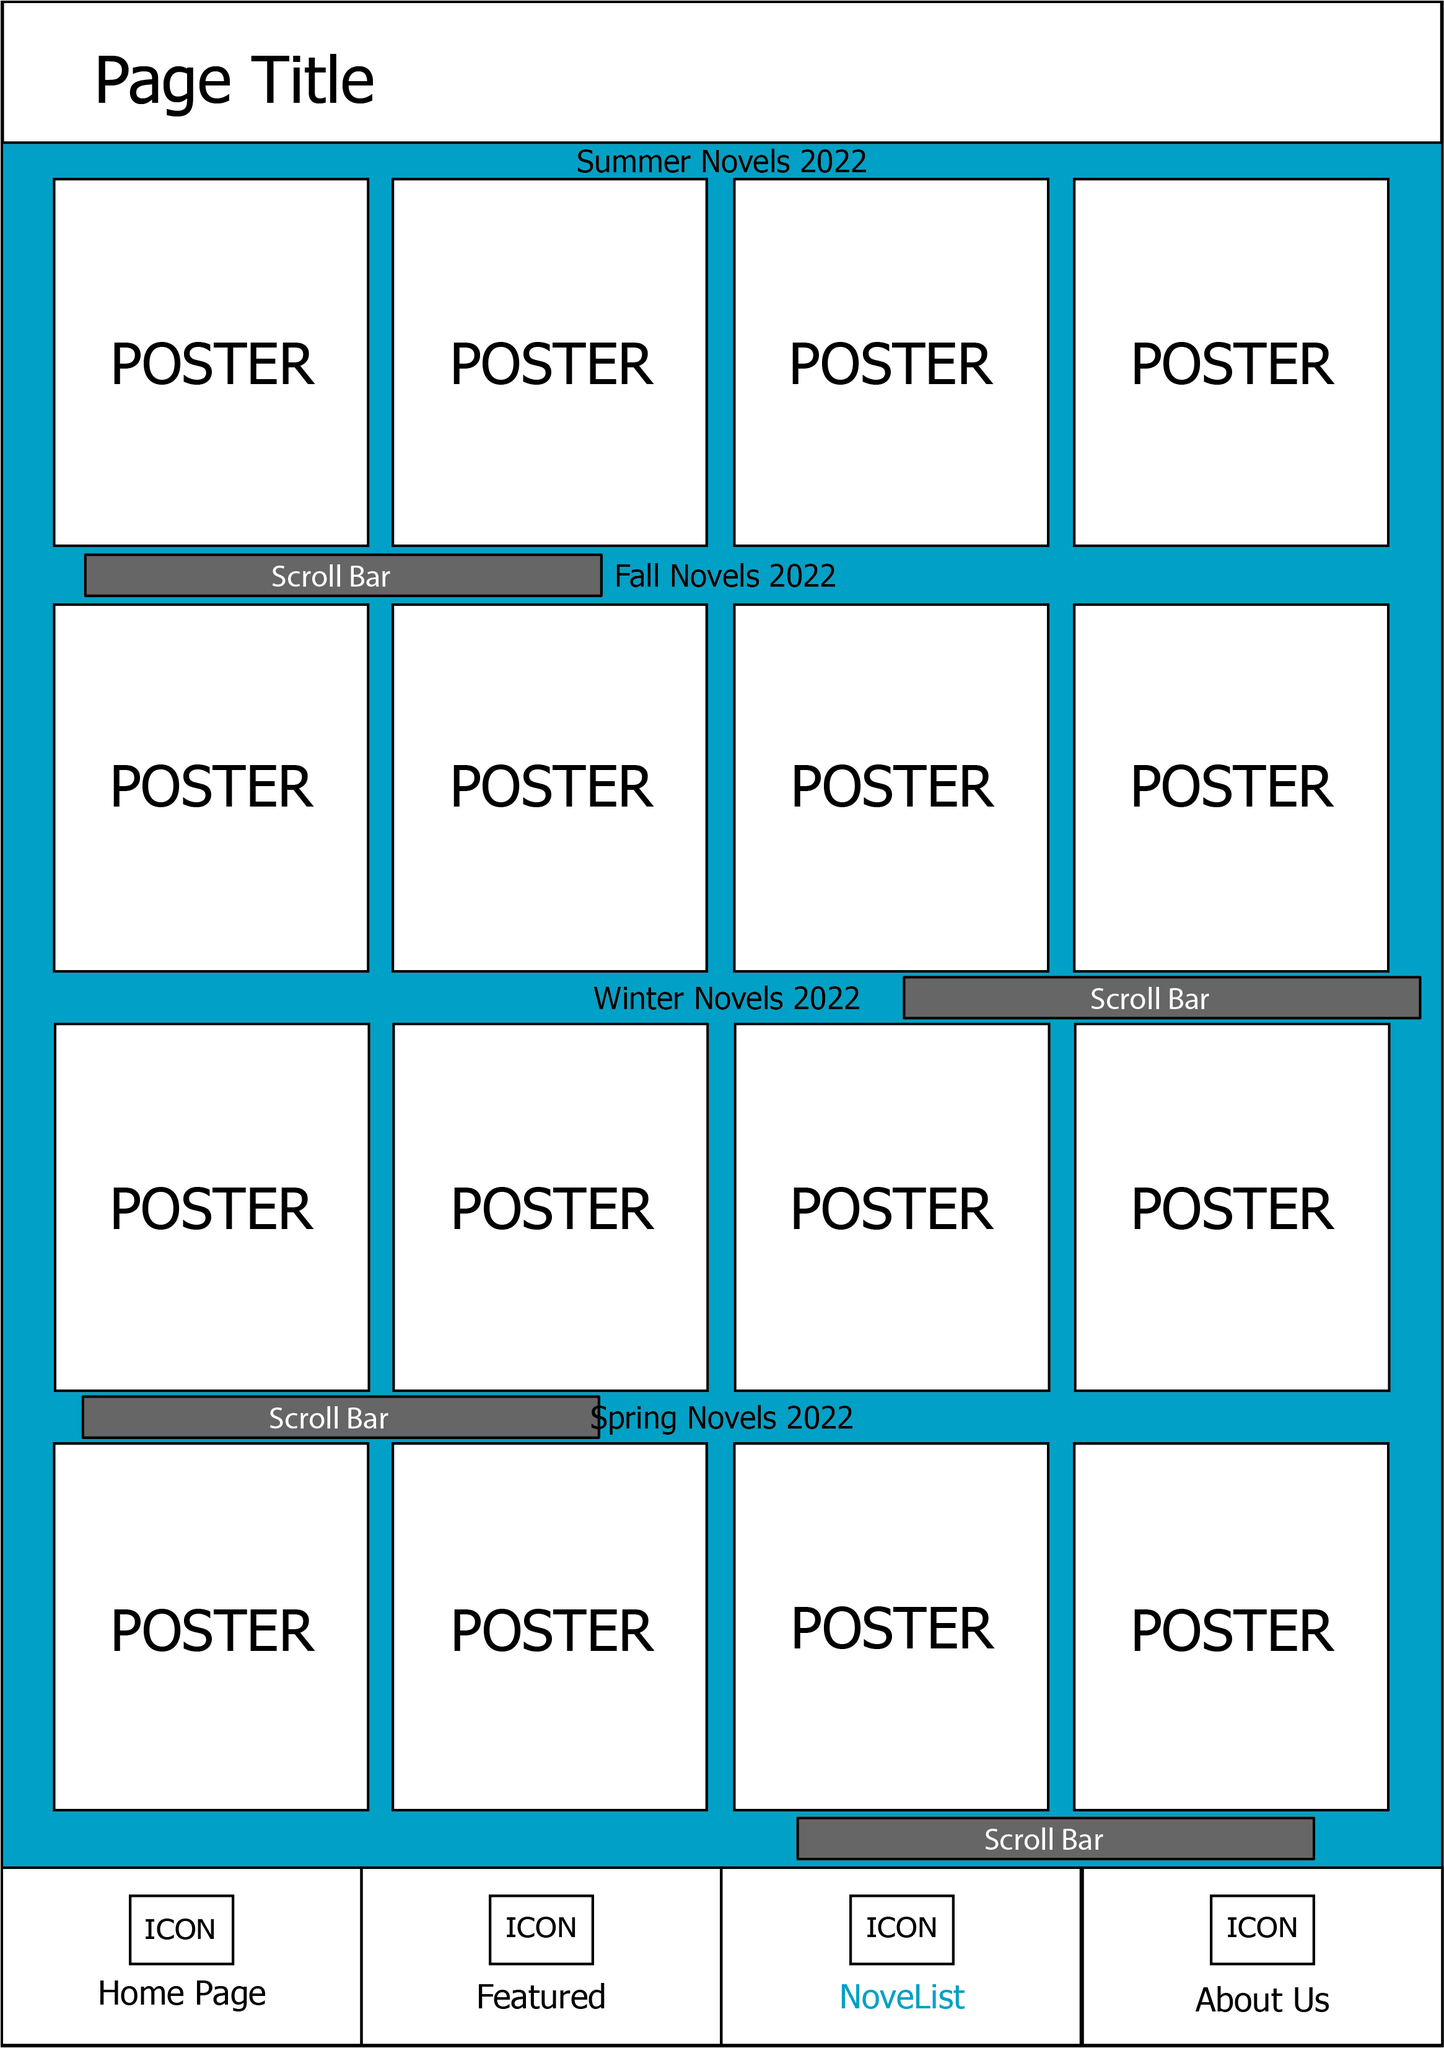 Page Title
Summer Novels 2022
POSTER POSTER POSTER POSTER
Scroll Bar Fall Novels 2022
POSTER POSTER POSTER POSTER
Winter Novels 2022 Scroll Bar
POSTER POSTER POSTER POSTER
Scroll Bar Spring Novels 2022
POSTER POSTER POSTER POSTER
Scroll Bar
ICON ICON ICON ICON
Home Page Featured NoveList About Us